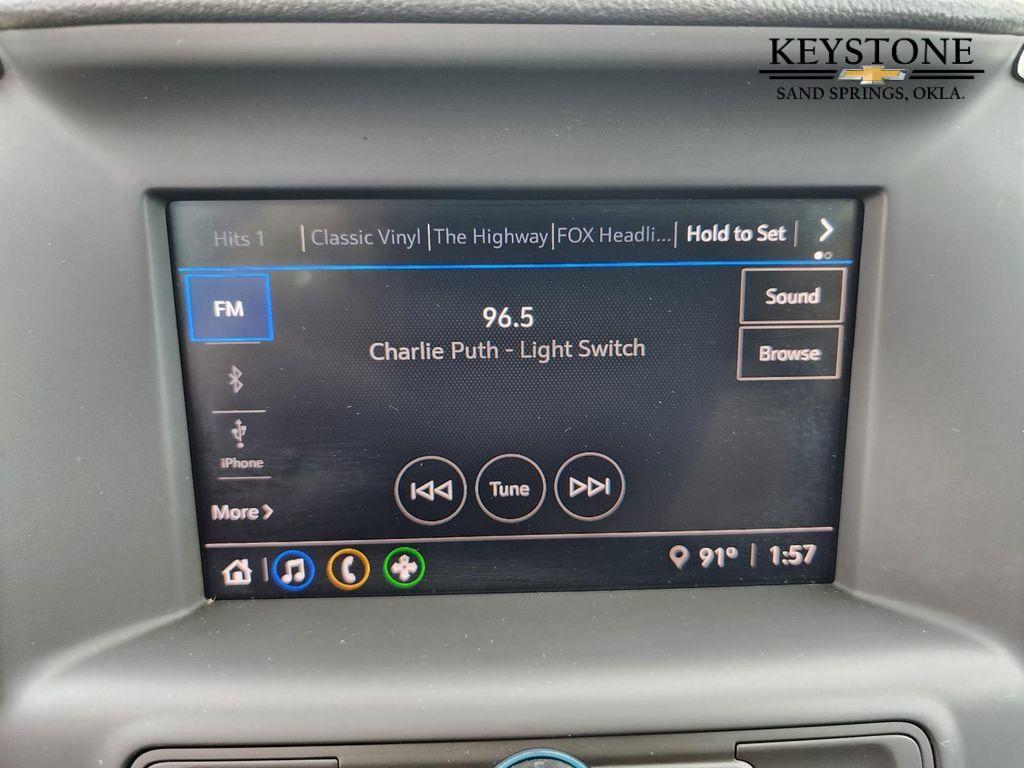 KEYSTONE
SAND SPRINGS, OKLA.
Hits 1 | Classic Vinyl | The Highway | FOX Headli... | Hold to Set |
FM
Sound
96.5
Charlie Puth - Light Switch
Browse
iPhone
More
Tune
91° | 1:57